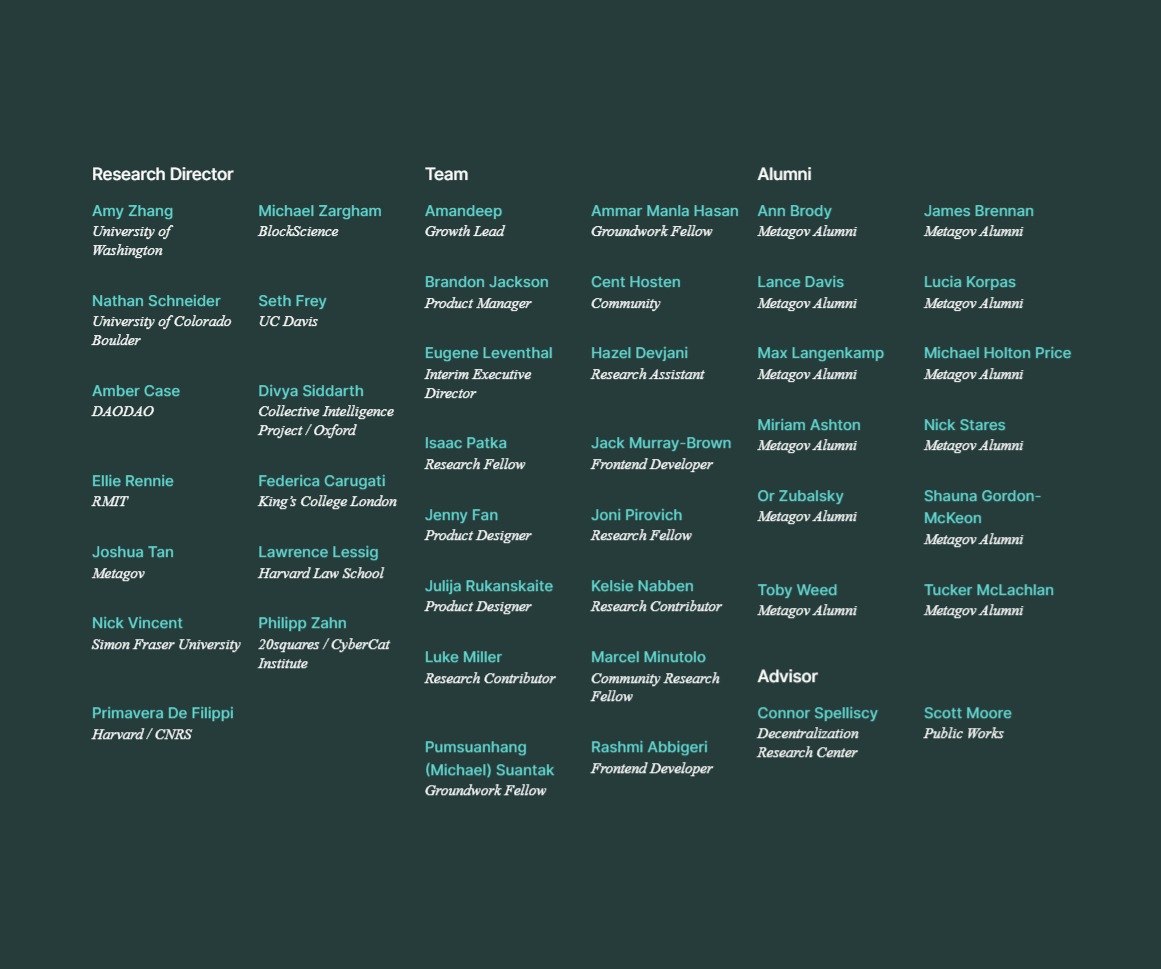 Research Director
Amy Zhang
University of
Washington
Michael Zargham
BlockScience
Nathan Schneider
University of Colorado
Boulder
Seth Frey
UC Davis
Amber Case
DAODAO
Divya Siddarth
Collective Intelligence
Project / Oxford
Ellie Rennie
RMIT
Federica Carugati
King's College London
Joshua Tan
Metagov
Lawrence Lessig
Harvard Law School
Nick Vincent
Simon Fraser University
Philipp Zahn
20squares / CyberCat
Institute
Primavera De Filippi
Harvard / CNRS
Team
Amandeep
Growth Lead
Ammar Manla Hasan
Groundwork Fellow
Brandon Jackson
Product Manager
Cent Hosten
Community
Eugene Leventhal
Interim Executive
Director
Hazel Devjani
Research Assistant
Isaac Patka
Research Fellow
Jack Murray-Brown
Frontend Developer
Jenny Fan
Product Designer
Joni Pirovich
Research Fellow
Julija Rukanskaite
Product Designer
Kelsie Nabben
Research Contributor
Luke Miller
Research Contributor
Marcel Minutolo
Community Research
Fellow
Pumsuanhang
(Michael) Suantak
Groundwork Fellow
Rashmi Abbigeri
Frontend Developer
Alumni
Ann Brody
Metagov Alumni
James Brennan
Metagov Alumni
Lance Davis
Metagov Alumni
Lucia Korpas
Metagov Alumni
Max Langenkamp
Metagov Alumni
Michael Holton Price
Metagov Alumni
Miriam Ashton
Metagov Alumni
Nick Stares
Metagov Alumni
Or Zubalsky
Metagov Alumni
Shauna Gordon-
McKeon
Metagov Alumni
Toby Weed
Metagov Alumni
Tucker McLachlan
Metagov Alumni
Advisor
Connor Spelliscy
Decentralization
Research Center
Scott Moore
Public Works